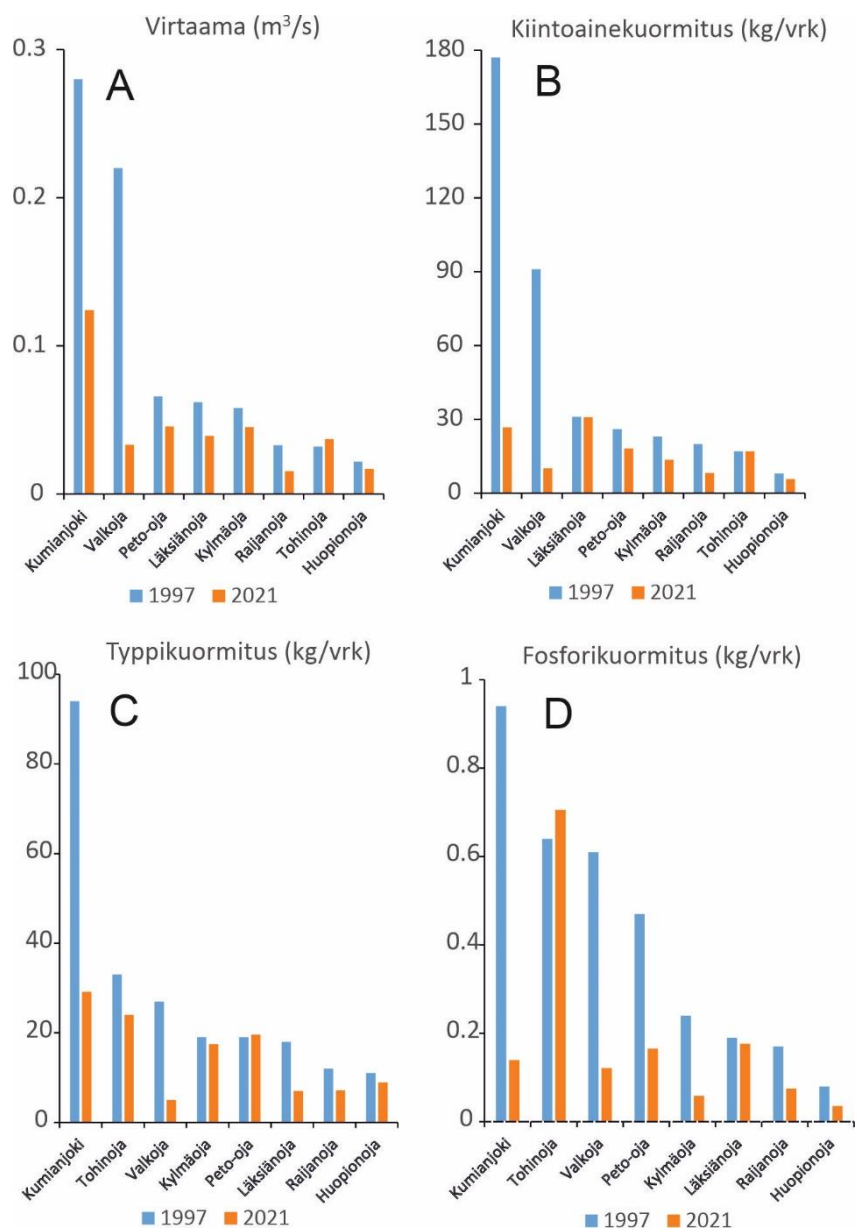 Virtaama (m³/s)
A
0.3
0.2
0.1
0
Kumianjoki
Valkoja
Peto-oja
Läksiänoja
Kylmäoja
Raijanoja
Tohinoja
Huopionoja
1997 2021
Kiintoainekuormitus (kg/vrk)
B
180
150
120
90
60
30
0
Kumianjoki
Valkoja
Läksiänoja
Peto-oja
Kylmäoja
Raijanoja
Tohinoja
Huopionoja
1997 2021
Typpikuormitus (kg/vrk)
C
100
80
60
40
20
0
Kumianjoki
Tohinoja
Valkoja
Kylmäoja
Peto-oja
Läksiänoja
Raijanoja
Huopionoja
1997 2021
Fosforikuormitus (kg/vrk)
D
1
0.8
0.6
0.4
0.2
0
Kumianjoki
Tohinoja
Valkoja
Peto-oja
Kylmäoja
Läksiänoja
Raijanoja
Huopionoja
1997 2021